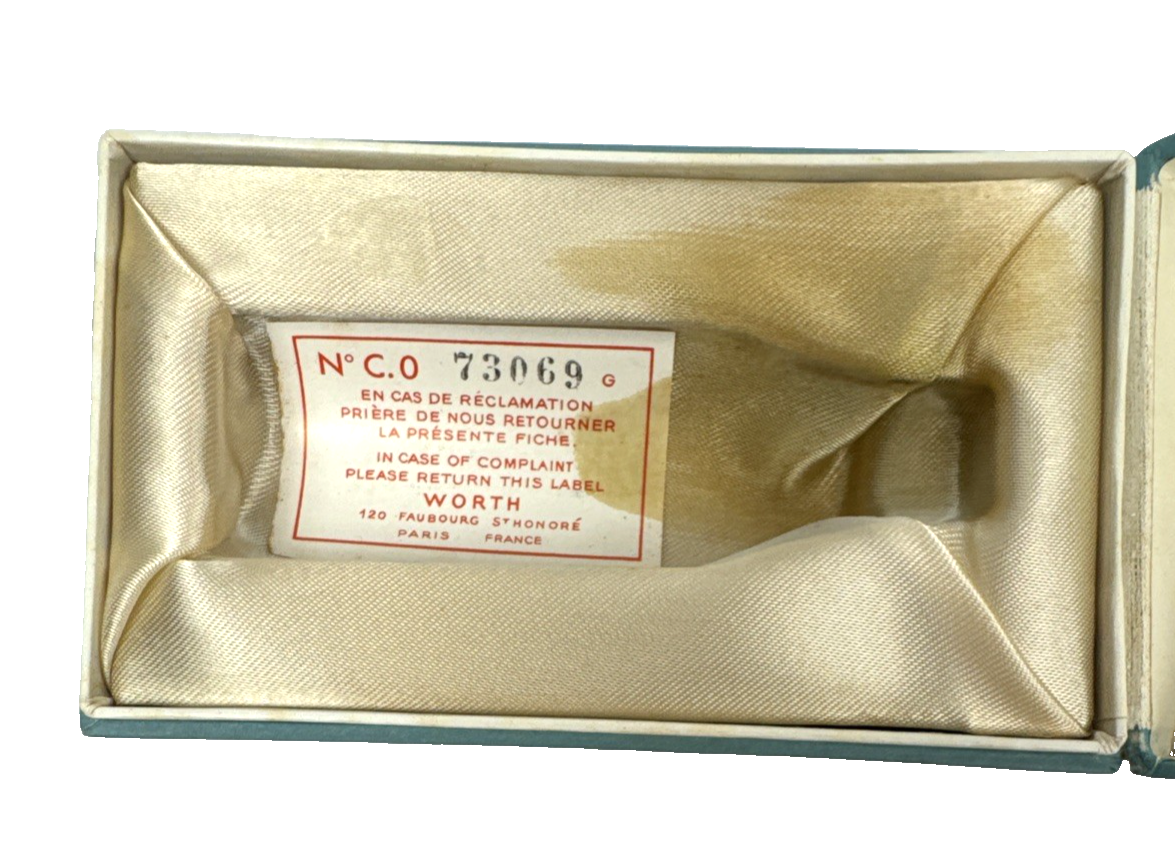 N° C.0 73069 G
EN CAS DE RÉCLAMATION
PRIÈRE DE NOUS RETOURNER
LA PRÉSENTE FICHE.
IN CASE OF COMPLAINT
PLEASE RETURN THIS LABEL
WORTH
120 FAUBOURG ST HONORÉ
PARIS FRANCE